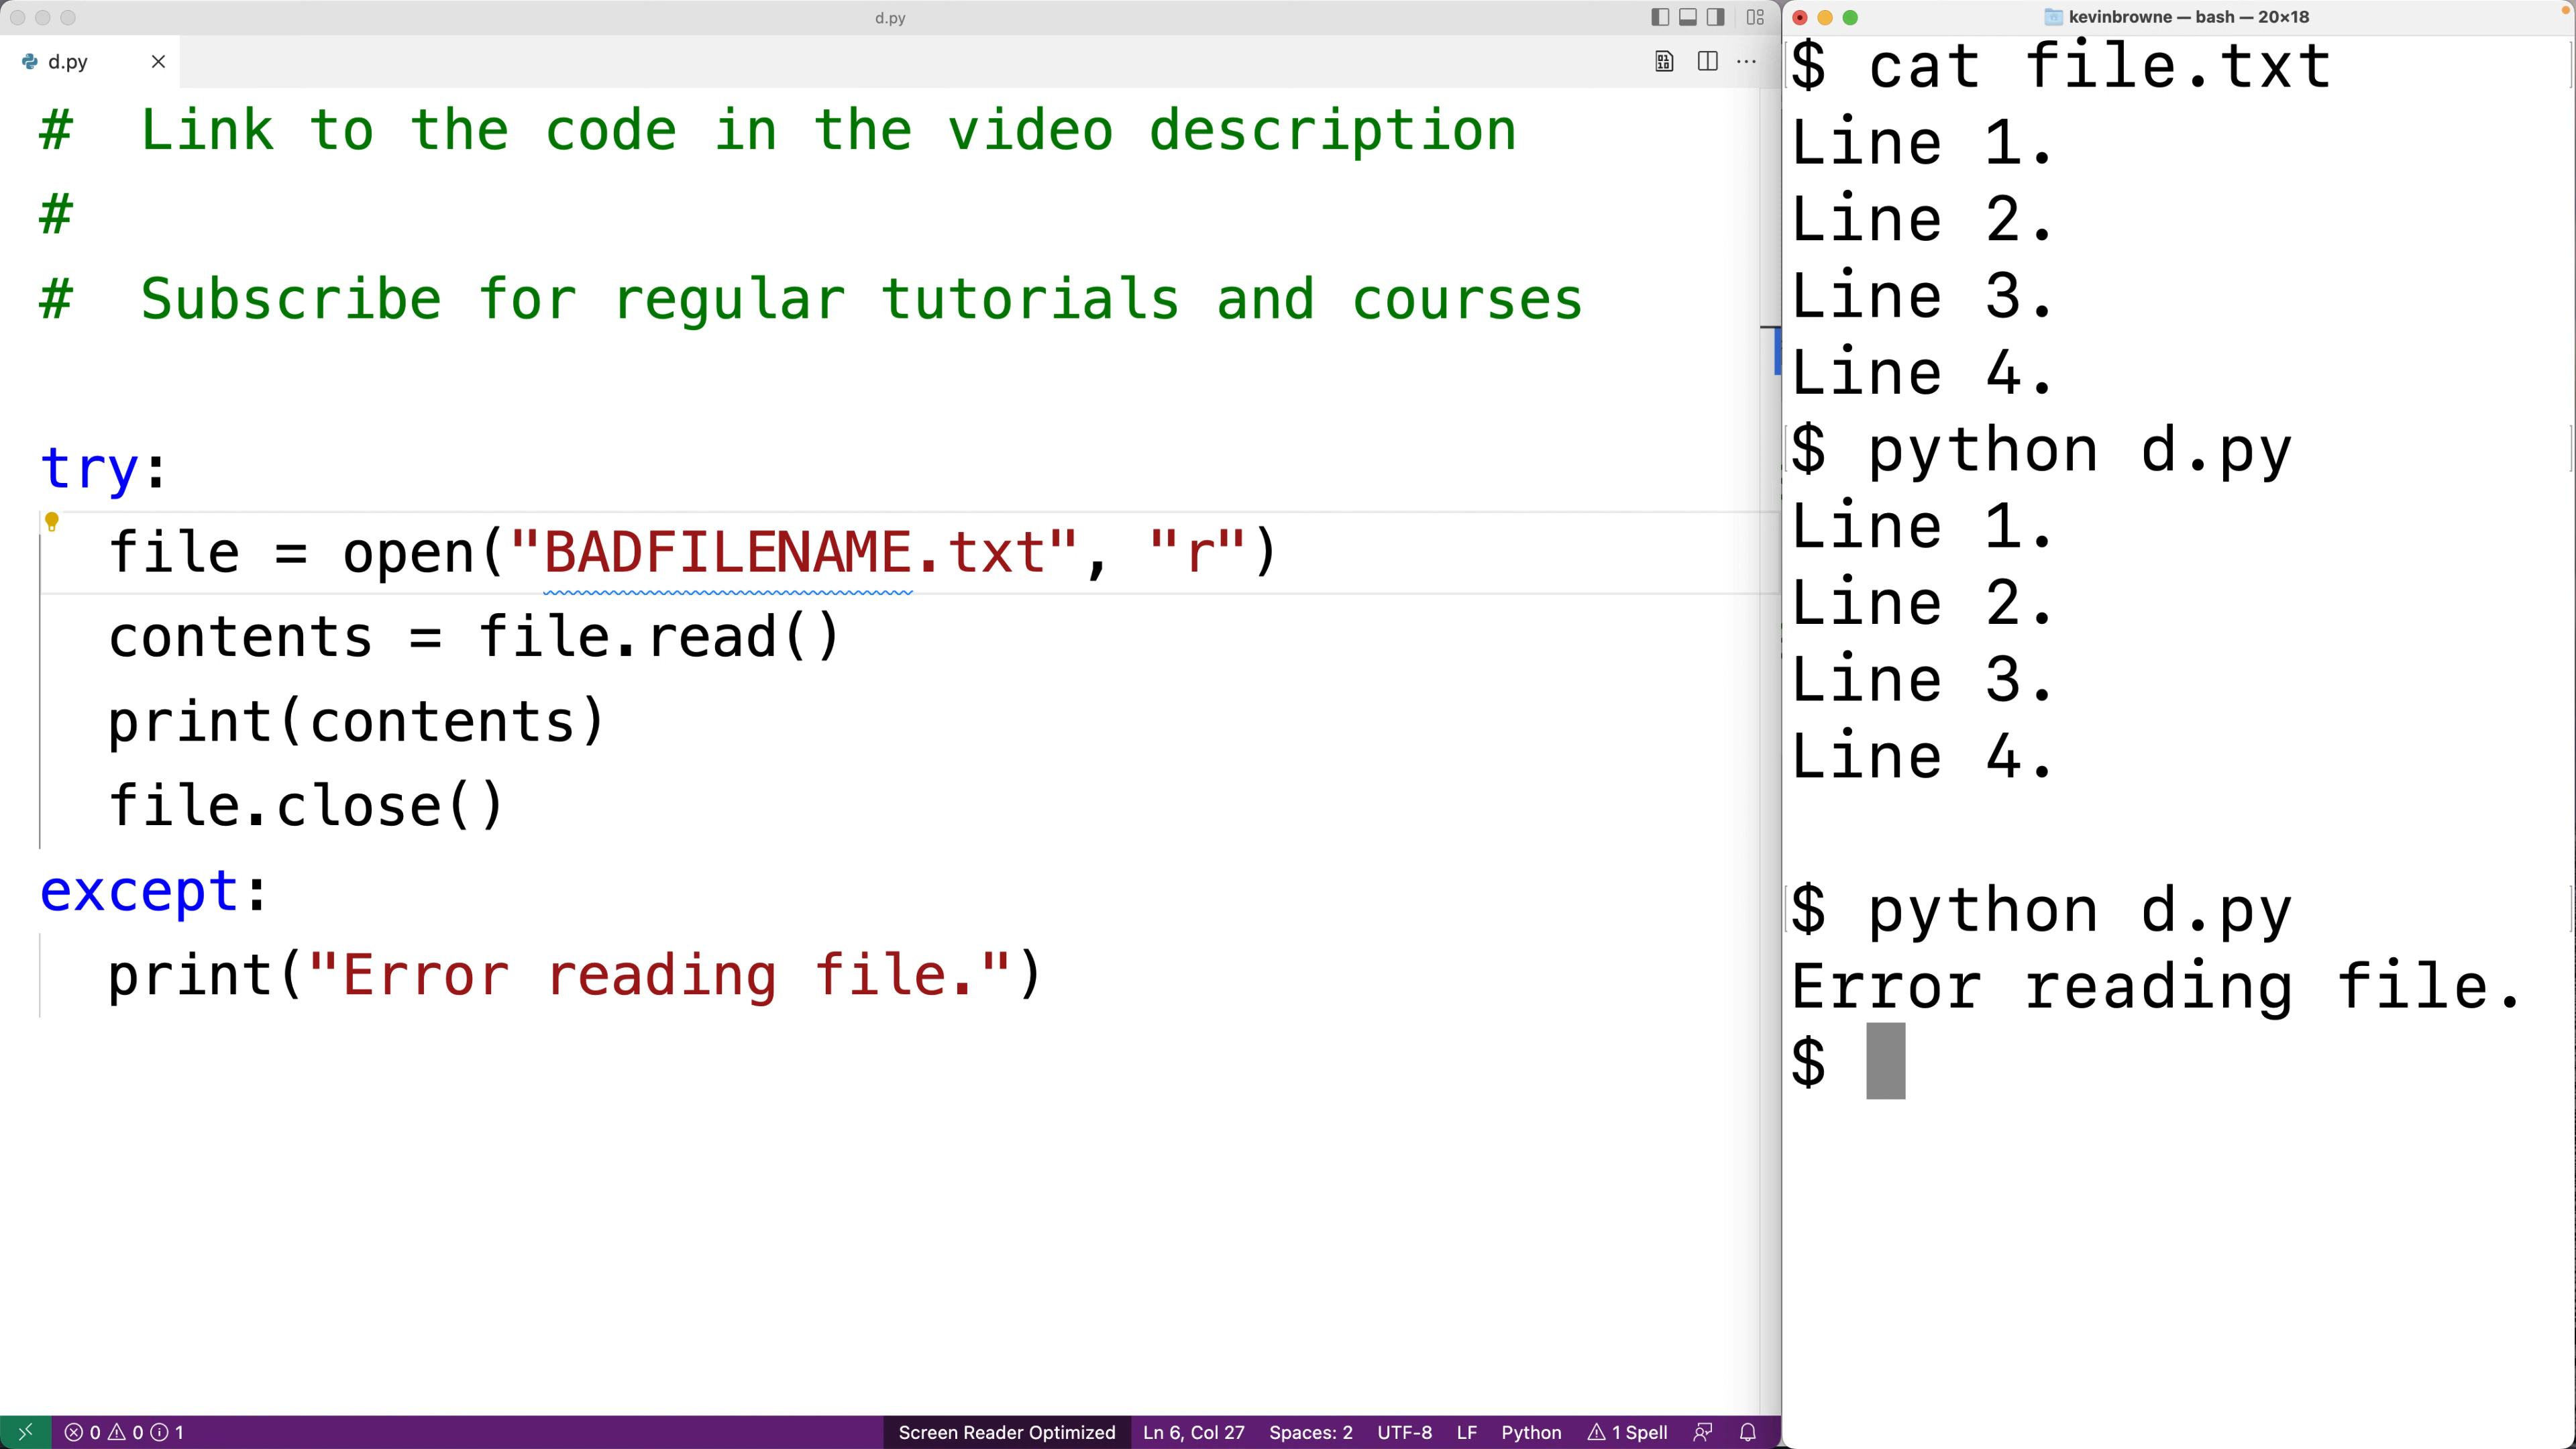 d.py
d.py
#  Link to the code in the video description
#
#  Subscribe for regular tutorials and courses
try:
  file = open("BADFILENAME.txt", "r")
  contents = file.read()
  print(contents)
  file.close()
except:
  print("Error reading file.")
0 0 1
Screen Reader Optimized
Ln 6, Col 27
Spaces: 2
UTF-8
LF
Python
1 Spell
kevinbrowne — bash — 20×18
$ cat file.txt
Line 1.
Line 2.
Line 3.
Line 4.
$ python d.py
Line 1.
Line 2.
Line 3.
Line 4.
$ python d.py
Error reading file.
$